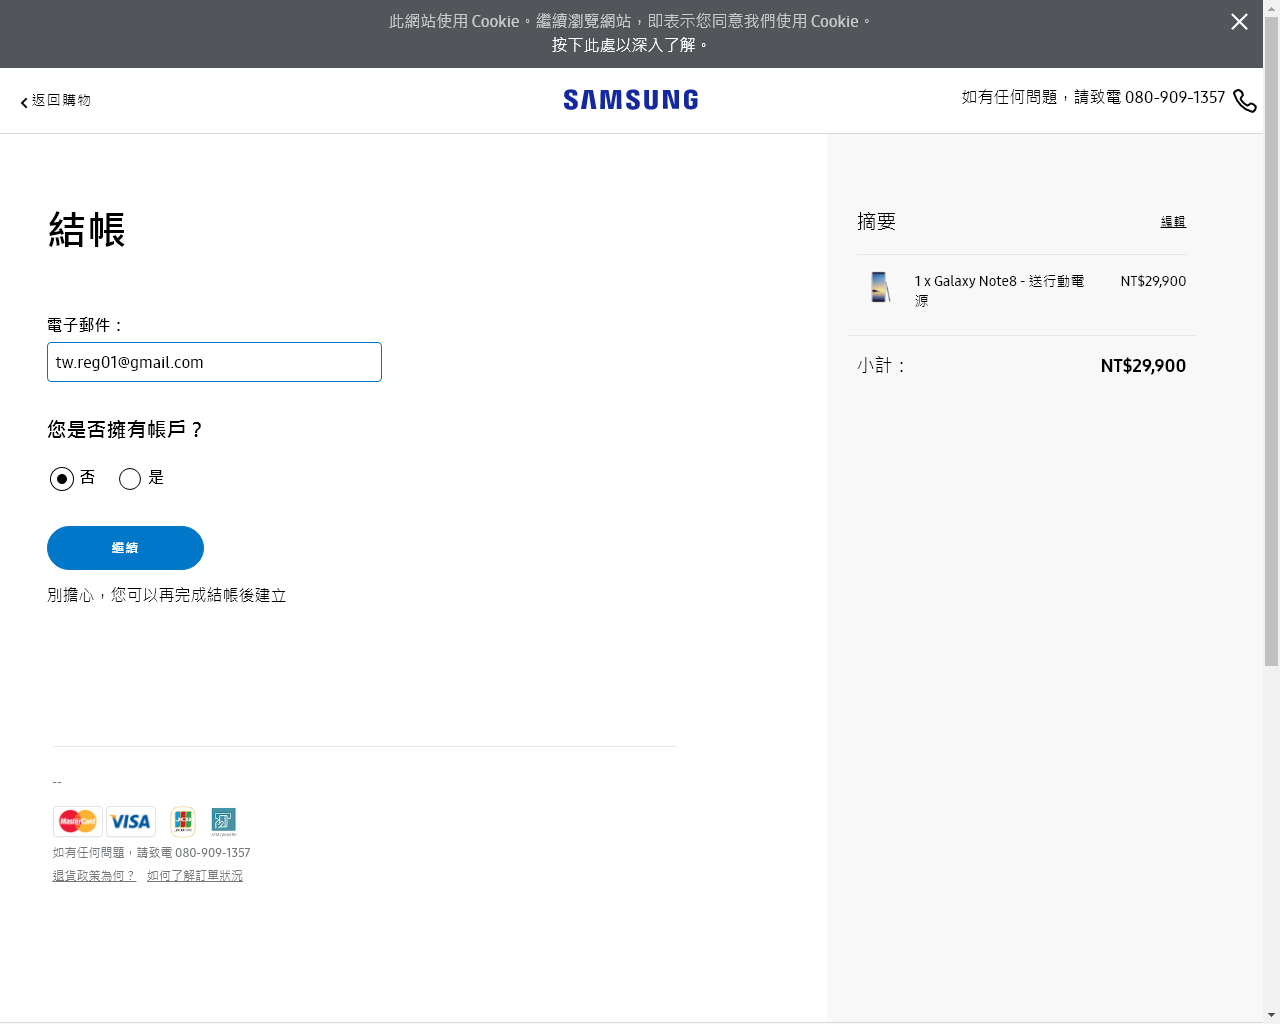 此網站使用 Cookie。繼續瀏覽網站，即表示您同意我們使用 Cookie。
按下此處以深入了解。
返回購物
SAMSUNG
如有任何問題，請致電 080-909-1357
結帳
電子郵件：
tw.reg01@gmail.com
您是否擁有帳戶？
否
是
繼續
別擔心，您可以再完成結帳後建立
摘要
編輯
1 x Galaxy Note8 - 送行動電
源
NT$29,900
小計：
NT$29,900
--
MasterCard
VISA
JCB
如有任何問題，請致電 080-909-1357
退貨政策為何？
如何了解訂單狀況